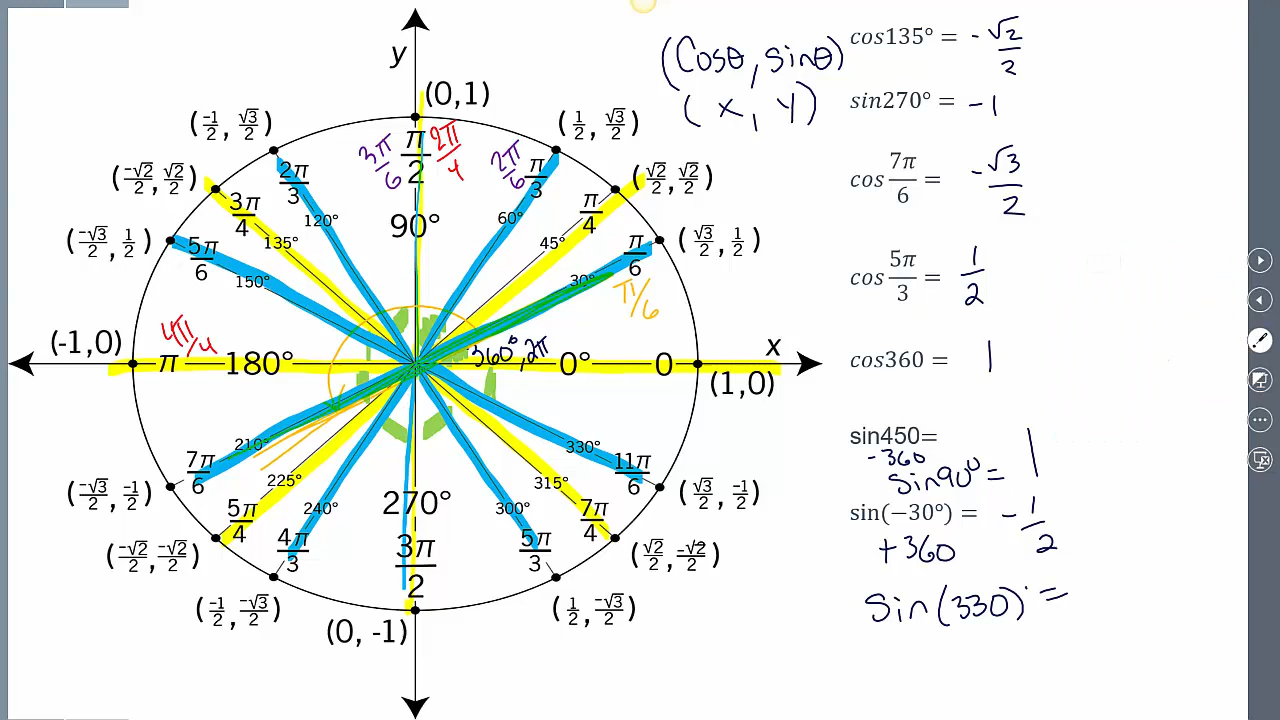 y
(0,1)
(-1/2, √3/2)
(1/2, √3/2)
(-√2/2, √2/2)
(√2/2, √2/2)
(-√3/2, 1/2)
(√3/2, 1/2)
3π/6
π/2
2π/4
2π/6
π/3
2π/3
3π/4
π/4
5π/6
π/6
120°
90°
60°
135°
45°
150°
30°
π/6
(-1,0)
4π/4
π
180°
360°, 2π
0°
0
x
(1,0)
210°
330°
7π/6
11π/6
225°
315°
5π/4
7π/4
240°
270°
300°
4π/3
3π/2
5π/3
(-√3/2, -1/2)
(√3/2, -1/2)
(-√2/2, -√2/2)
(√2/2, -√2/2)
(-1/2, -√3/2)
(1/2, -√3/2)
(0, -1)
(Cosθ, sinθ)
(x, y)
cos135° = -√2/2
sin270° = -1
cos 7π/6 = -√3/2
cos 5π/3 = 1/2
cos360 = 1
sin450=
-360
sin90° = 1
sin(−30°) = -1/2
+360
Sin(330)° =